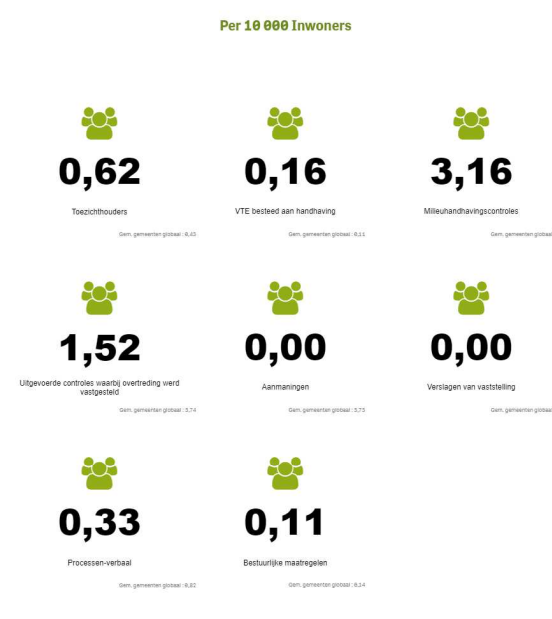 Per 10 000 Inwoners
0,62
0,16
3,16
Toezichthouders
VTE besteed aan handhaving
Milieuhandhavingscontroles
Gem. gemeenten globaal :
Gem. gemeenten globaal : 0,11
Gem. gemeenten globaal
1,52
0,00
0,00
Uitgevoerde controles waarbij overtreding werd
vastgesteld
Aanmaningen
Verslagen van vaststelling
Gem. gemeenten globaal : 3,74
Gem. gemeenten globaal : 3,73
Gem. gemeenten globaal
0,33
0,11
Processen-verbaal
Bestuurlijke maatregelen
Gem. gemeenten globaal : 0,82
Gem. gemeenten globaal : 0,14